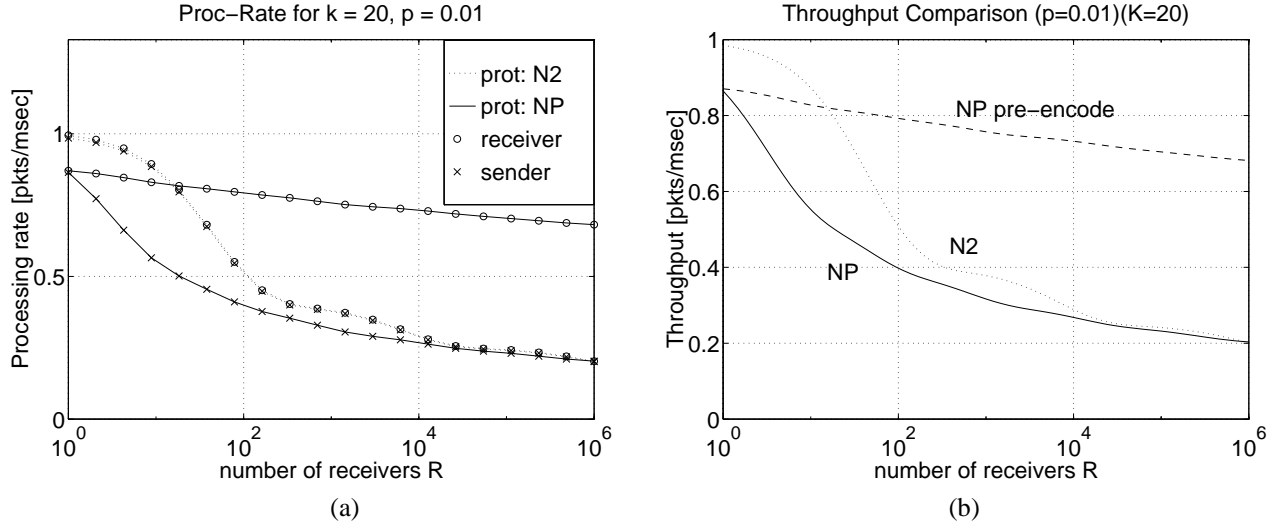 Proc−Rate for k = 20, p = 0.01
Processing rate [pkts/msec]
1
0.5
0
prot: N2
prot: NP
receiver
sender
10^0
10^2
10^4
10^6
number of receivers R
(a)
Throughput Comparison (p=0.01)(K=20)
Throughput [pkts/msec]
1
0.8
0.6
0.4
0.2
0
NP pre−encode
N2
NP
10^0
10^2
10^4
10^6
number of receivers R
(b)